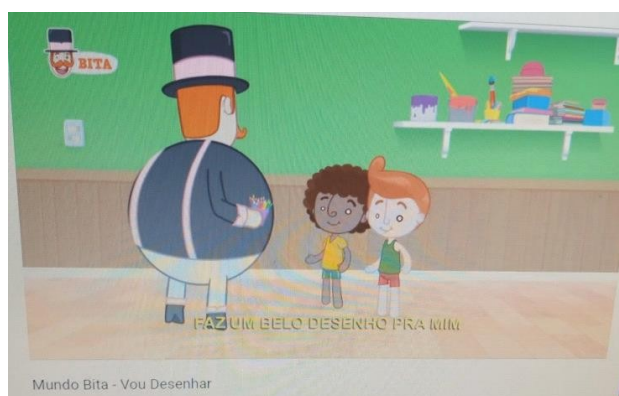 BITA
FAZ UM BELO DESENHO PRA MIM
Mundo Bita - Vou Desenhar